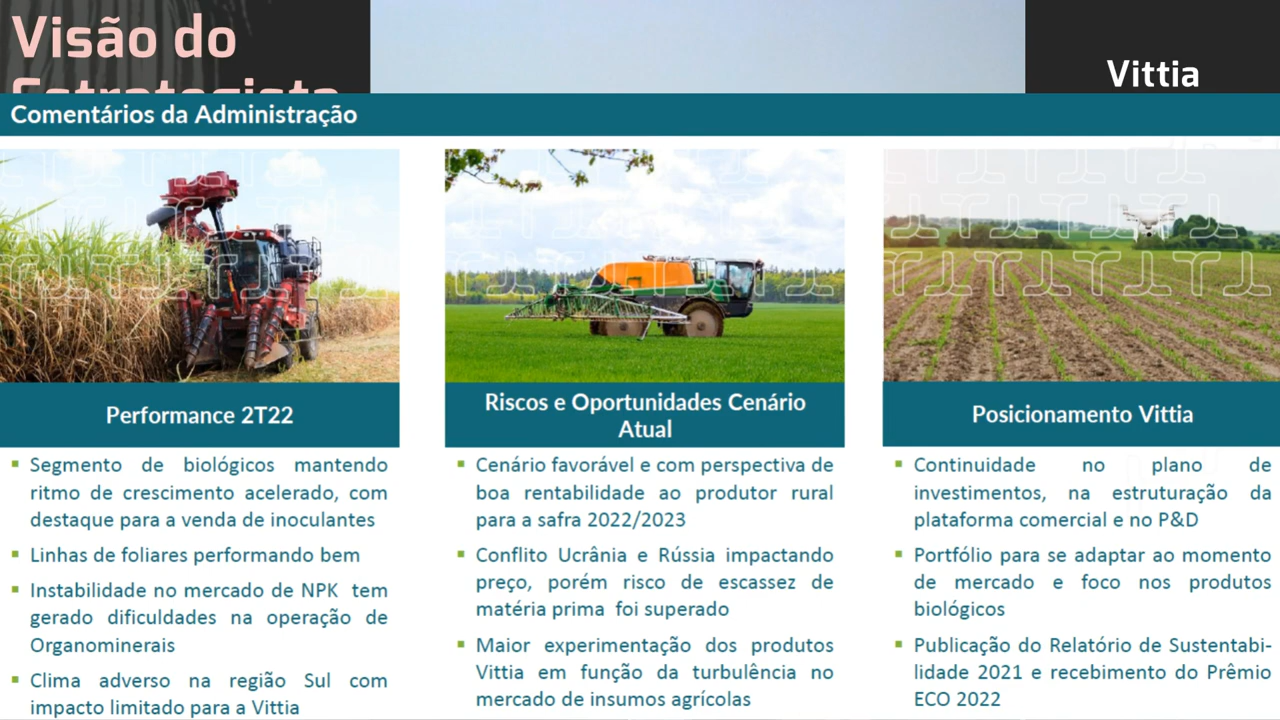 Visão do
Estrategista
Vittia
Comentários da Administração
Performance 2T22
Segmento de biológicos mantendo
ritmo de crescimento acelerado, com
destaque para a venda de inoculantes
Linhas de foliares performando bem
Instabilidade no mercado de NPK tem
gerado dificuldades na operação de
Organominerais
Clima adverso na região Sul com
impacto limitado para a Vittia
Riscos e Oportunidades Cenário
Atual
Cenário favorável e com perspectiva de
boa rentabilidade ao produtor rural
para a safra 2022/2023
Conflito Ucrânia e Rússia impactando
preço, porém risco de escassez de
matéria prima foi superado
Maior experimentação dos produtos
Vittia em função da turbulência no
mercado de insumos agrícolas
Posicionamento Vittia
Continuidade no plano de
investimentos, na estruturação da
plataforma comercial e no P&D
Portfólio para se adaptar ao momento
de mercado e foco nos produtos
biológicos
Publicação do Relatório de Sustentabi-
lidade 2021 e recebimento do Prêmio
ECO 2022